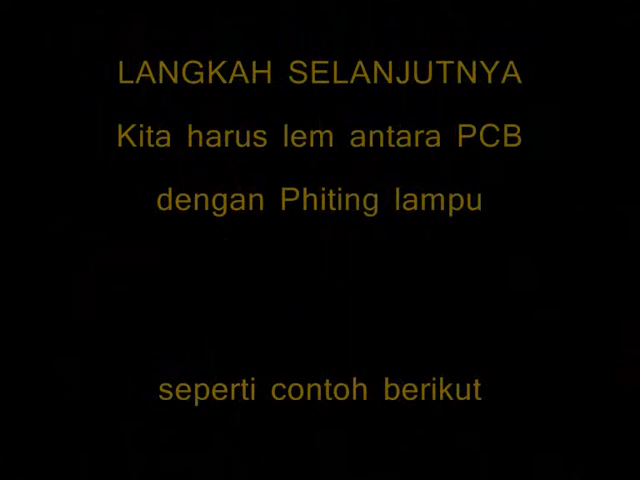 LANGKAH SELANJUTNYA
Kita harus lem antara PCB
dengan Phiting lampu
seperti contoh berikut